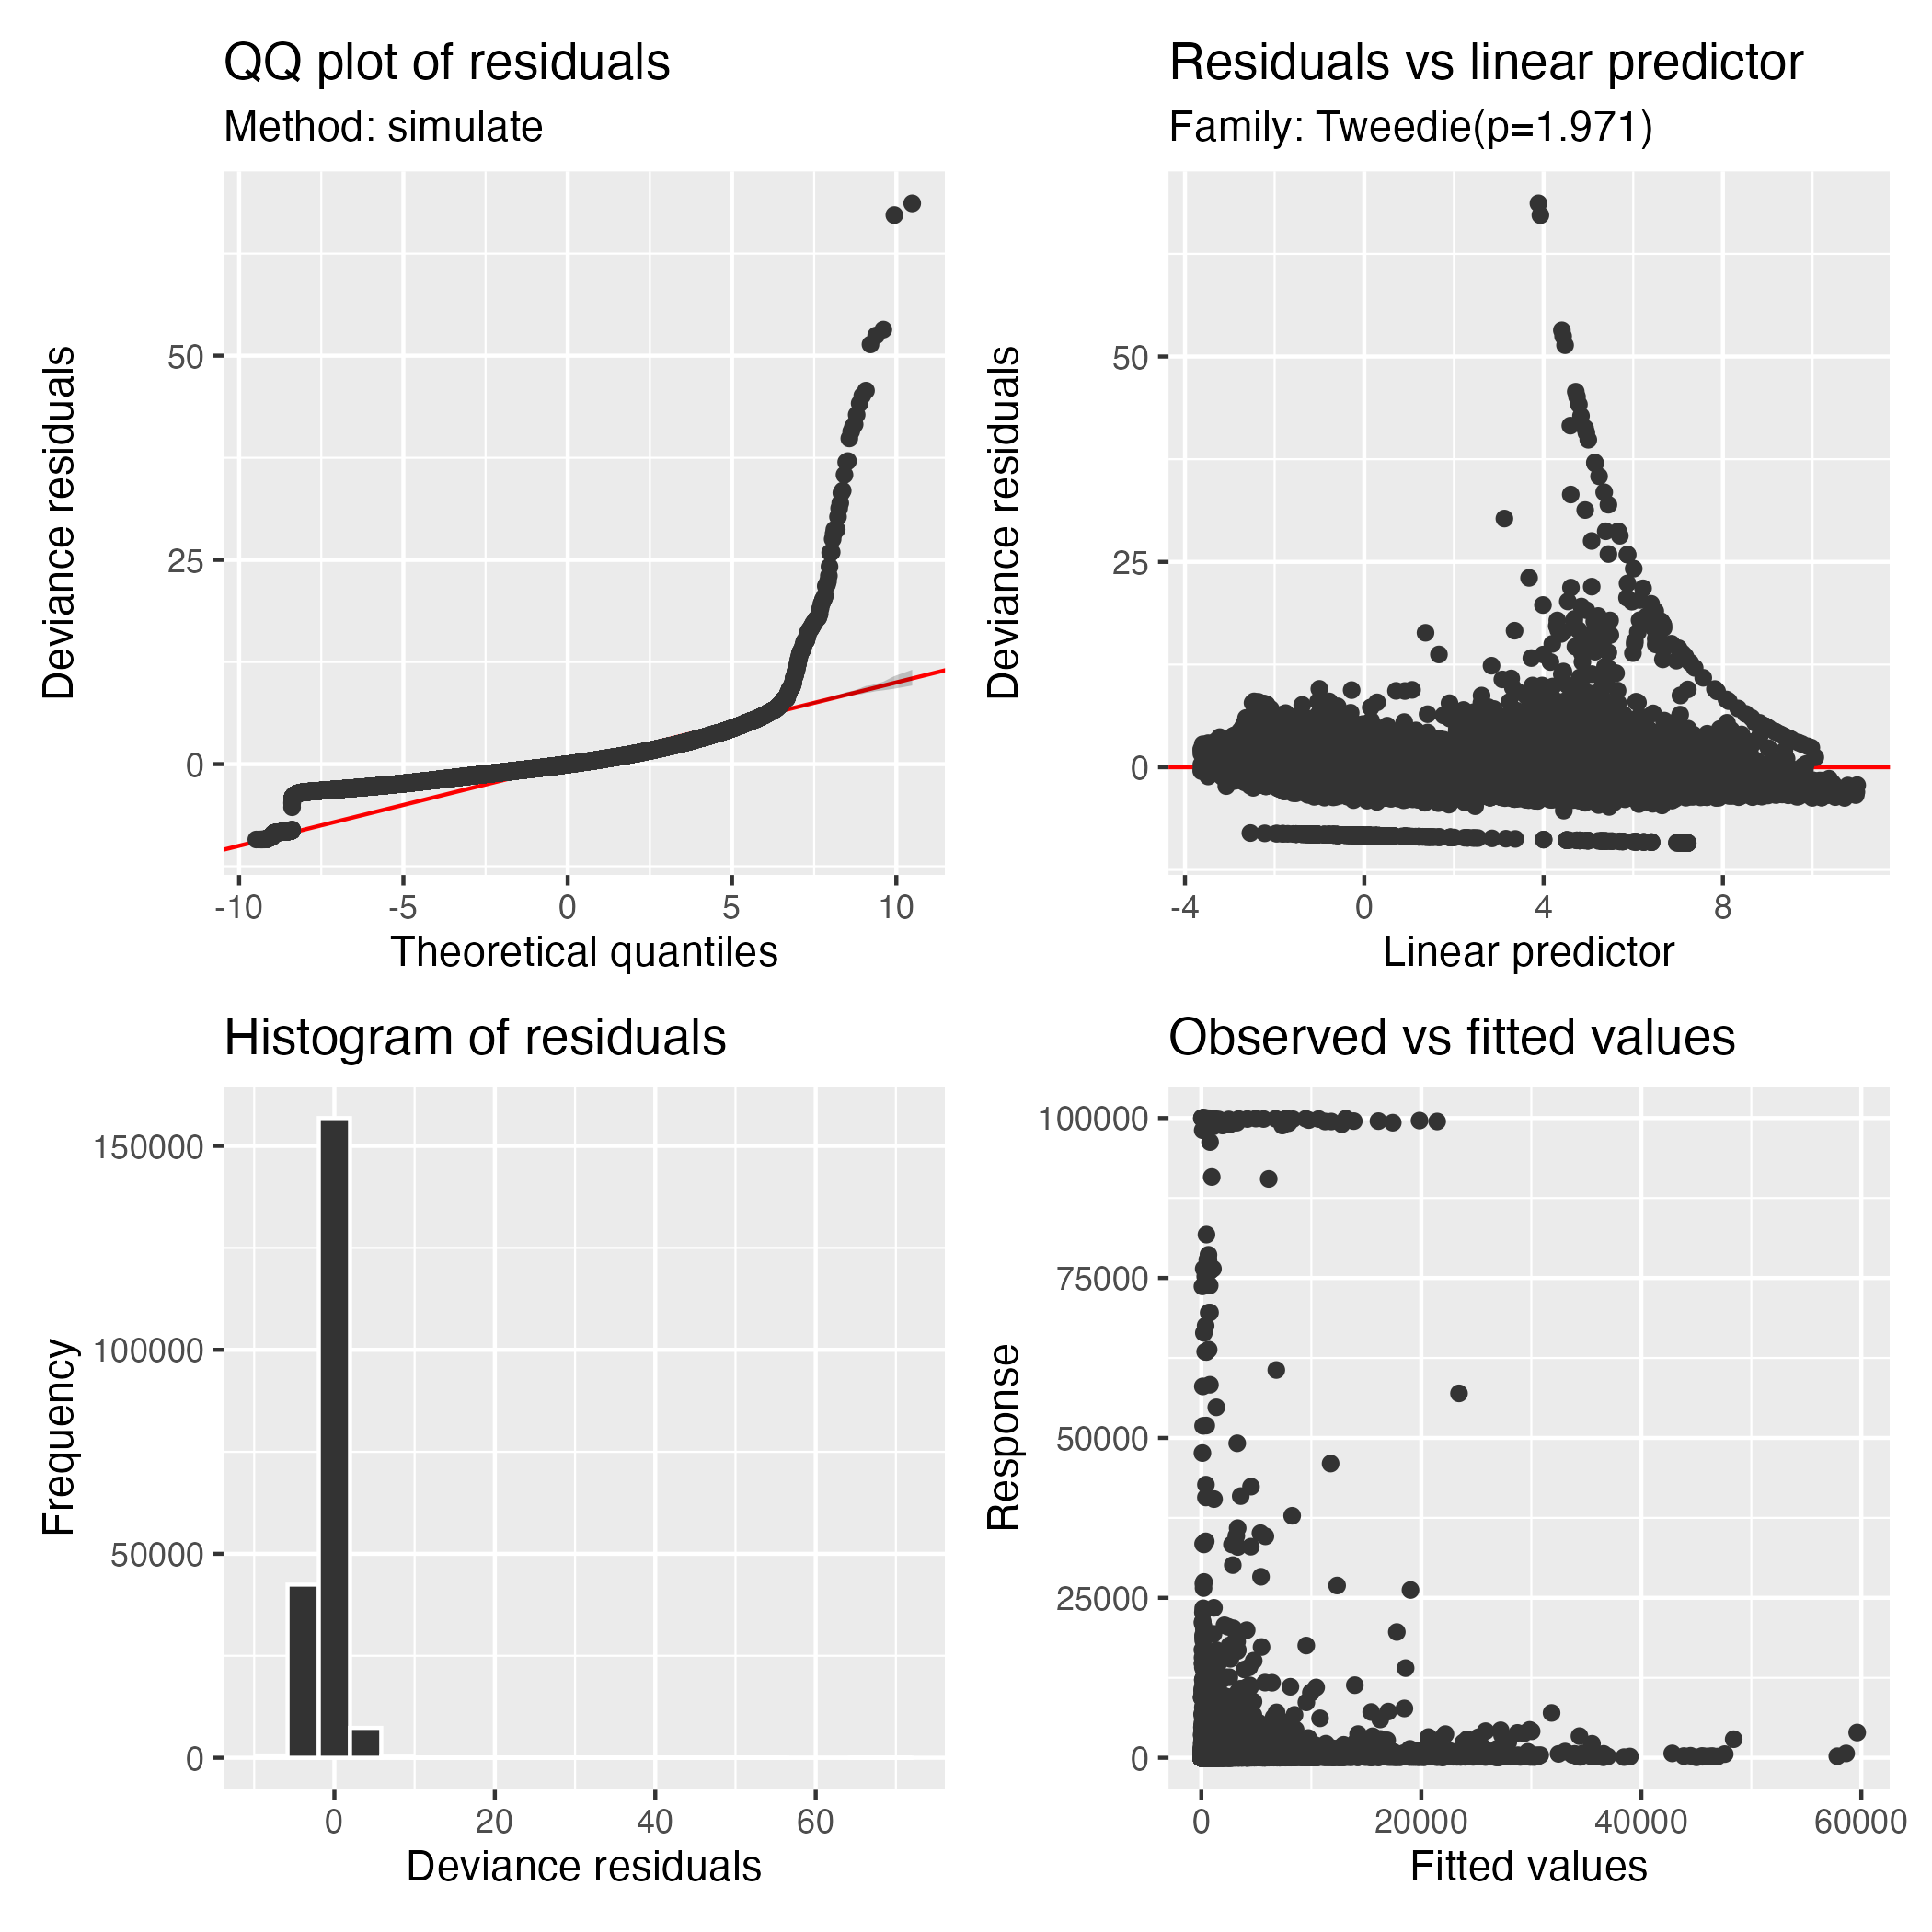 QQ plot of residuals
Method: simulate
Deviance residuals
50
25
0
-10
-5
0
5
10
Theoretical quantiles
Residuals vs linear predictor
Family: Tweedie(p=1.971)
Deviance residuals
50
25
0
-4
0
4
8
Linear predictor
Histogram of residuals
Frequency
150000
100000
50000
0
0
20
40
60
Deviance residuals
Observed vs fitted values
Response
100000
75000
50000
25000
0
0
20000
40000
60000
Fitted values